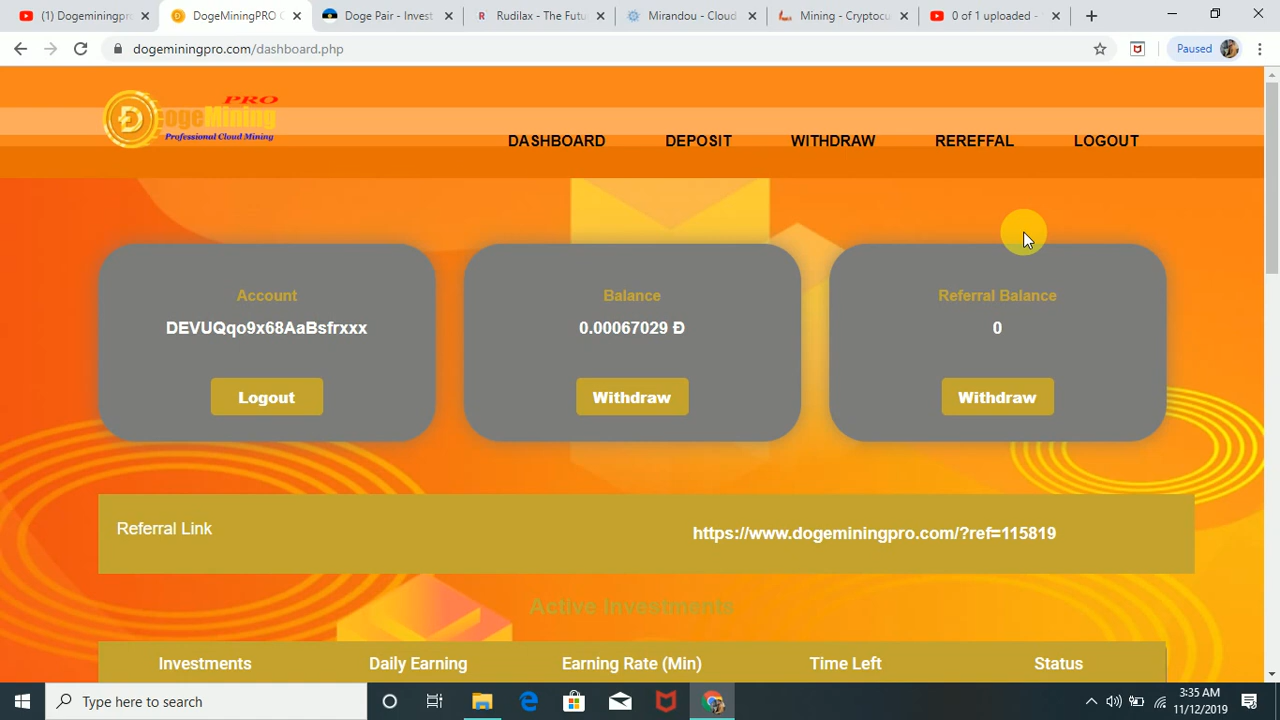 (1) Dogeminingpr
DogeMiningPRO C
Doge Pair - Invest
Rudilax - The Futu
Mirandou - Cloud
Mining - Cryptocu
0 of 1 uploaded -
dogeminingpro.com/dashboard.php
Paused
PRO
DogeMining
Professional Cloud Mining
DASHBOARD DEPOSIT WITHDRAW REREFFAL LOGOUT
Account
DEVUQqo9x68AaBsfrxxx
Logout
Balance
0.00067029 Đ
Withdraw
Referral Balance
0
Withdraw
Referral Link
https://www.dogeminingpro.com/?ref=115819
Active Investments
Investments Daily Earning Earning Rate (Min) Time Left Status
Type here to search
3:35 AM
11/12/2019